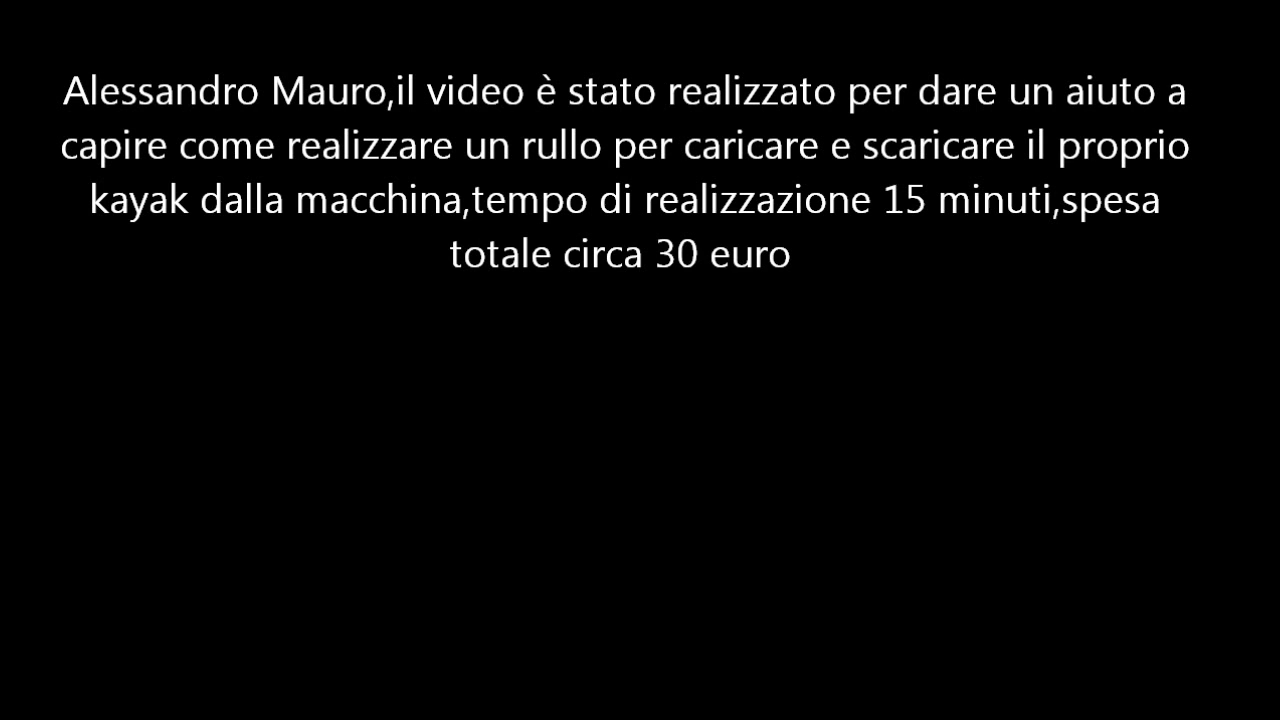 Alessandro Mauro,il video è stato realizzato per dare un aiuto a
capire come realizzare un rullo per caricare e scaricare il proprio
kayak dalla macchina,tempo di realizzazione 15 minuti,spesa
totale circa 30 euro